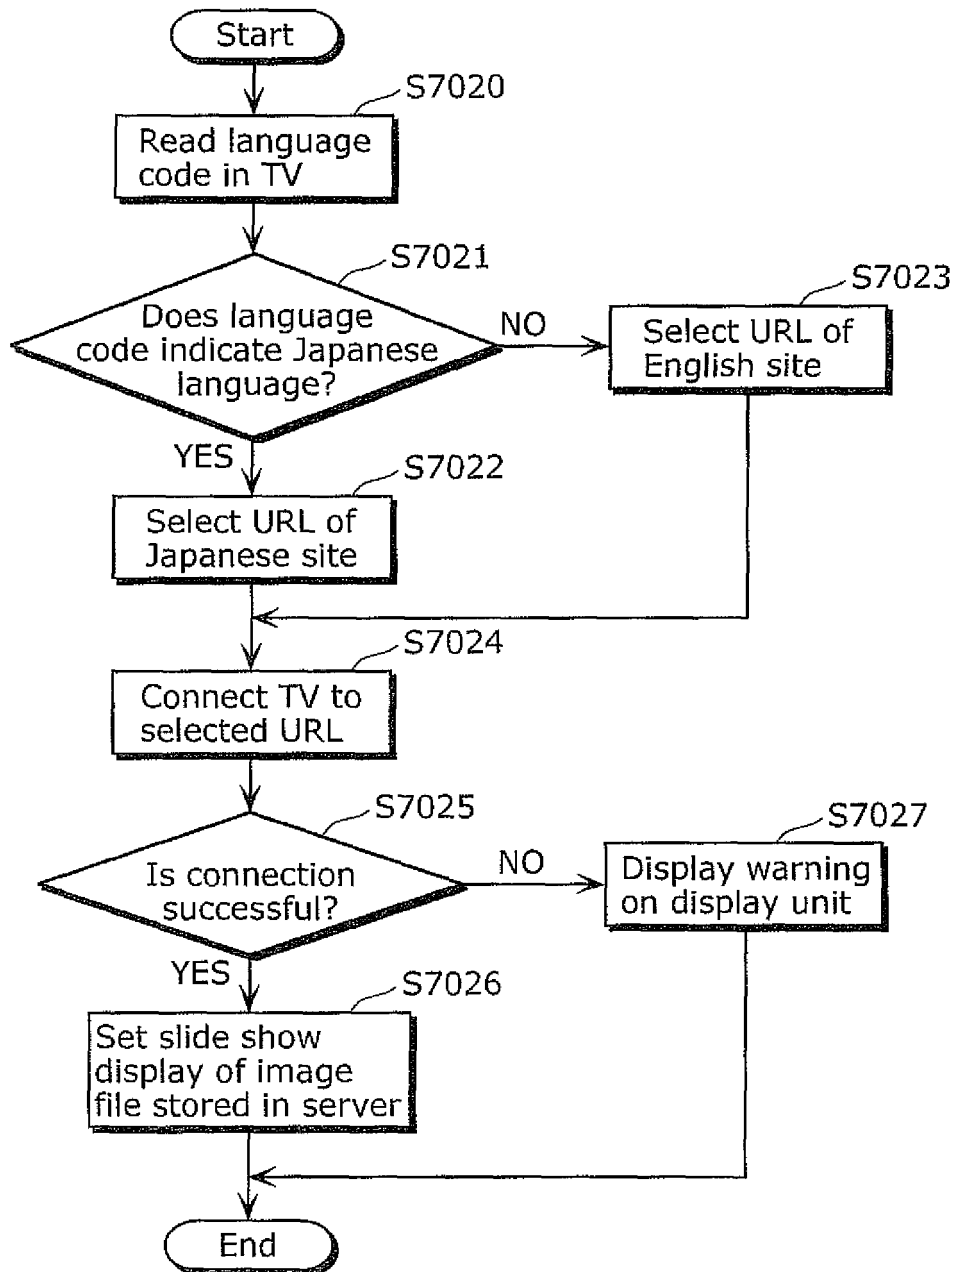 Start
S7020
Read language
code in TV
S7021
Does language
code indicate Japanese
language?
NO
S7023
Select URL of
English site
YES
S7022
Select URL of
Japanese site
S7024
Connect TV to
selected URL
S7025
Is connection
successful?
NO
S7027
Display warning
on display unit
YES
S7026
Set slide show
display of image
file stored in server
End